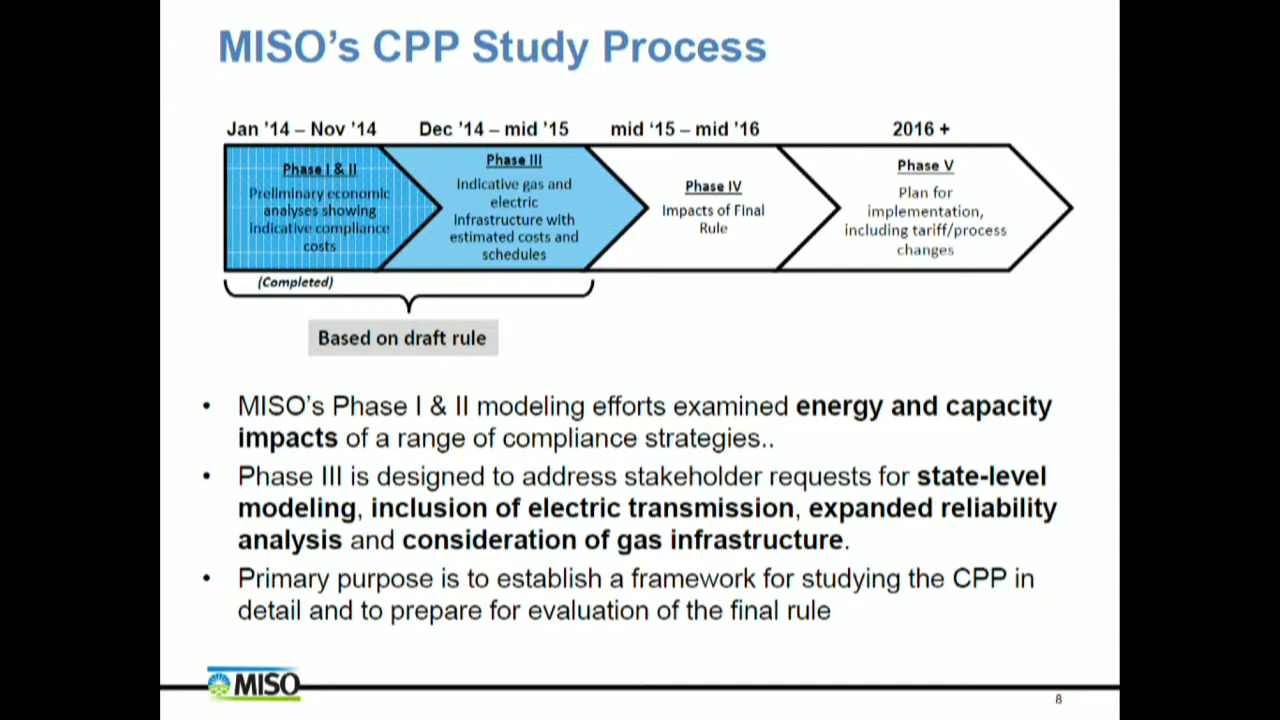 MISO's CPP Study Process
Jan '14 – Nov '14
Dec '14 – mid '15
mid '15 – mid '16
2016 +
Phase I & II
Preliminary economic
analyses showing
indicative compliance
costs
Phase III
Indicative gas and
electric
infrastructure with
estimated costs and
schedules
Phase IV
Impacts of Final
Rule
Phase V
Plan for
implementation,
including tariff/process
changes
(Completed)
Based on draft rule
• MISO's Phase I & II modeling efforts examined energy and capacity
impacts of a range of compliance strategies..
• Phase III is designed to address stakeholder requests for state-level
modeling, inclusion of electric transmission, expanded reliability
analysis and consideration of gas infrastructure.
• Primary purpose is to establish a framework for studying the CPP in
detail and to prepare for evaluation of the final rule
MISO
8